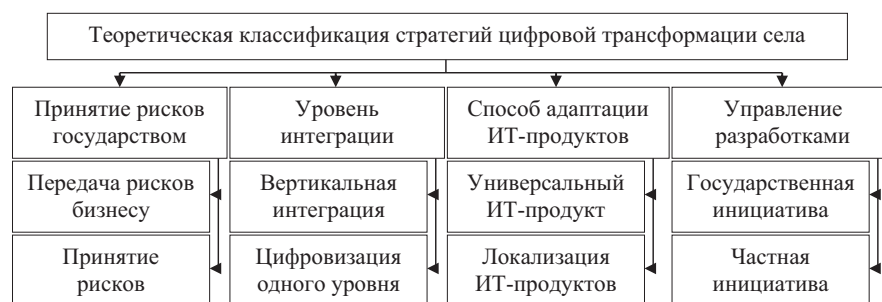 Теоретическая классификация стратегий цифровой трансформации села
Принятие рисков
государством
Передача рисков
бизнесу
Принятие
рисков
Уровень
интеграции
Вертикальная
интеграция
Цифровизация
одного уровня
Способ адаптации
ИТ-продуктов
Универсальный
ИТ-продукт
Локализация
ИТ-продуктов
Управление
разработками
Государственная
инициатива
Частная
инициатива